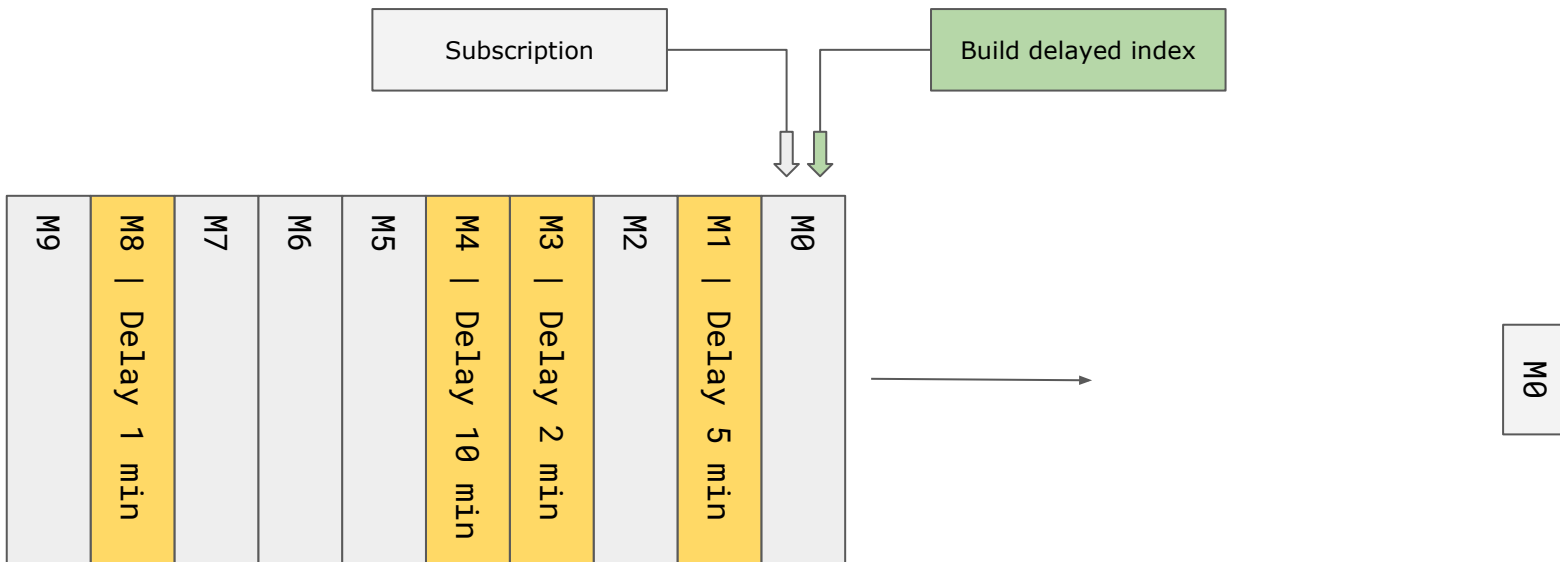 Subscription
Build delayed index
M9
M8 | Delay 1 min
M7
M6
M5
M4 | Delay 10 min
M3 | Delay 2 min
M2
M1 | Delay 5 min
M0
M0